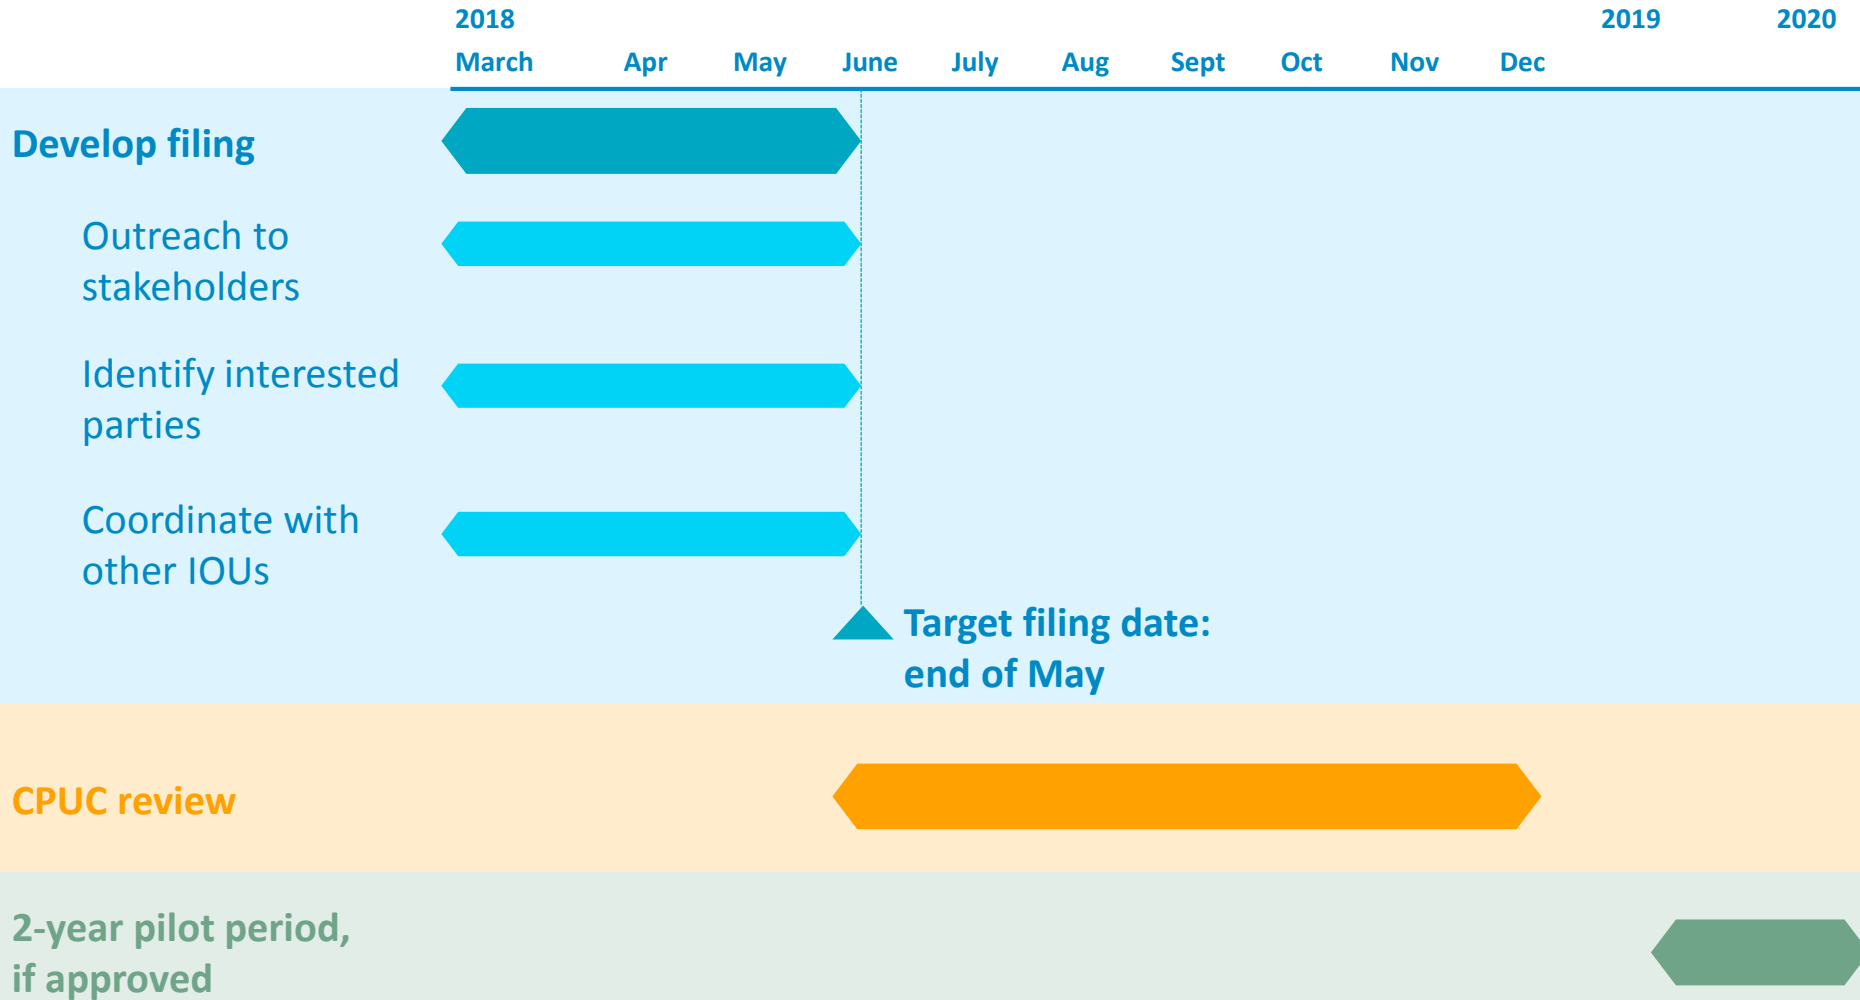 2018 2019 2020
March Apr May June July Aug Sept Oct Nov Dec
Develop filing
Outreach to
stakeholders
Identify interested
parties
Coordinate with
other IOUs
Target filing date:
end of May
CPUC review
2-year pilot period,
if approved